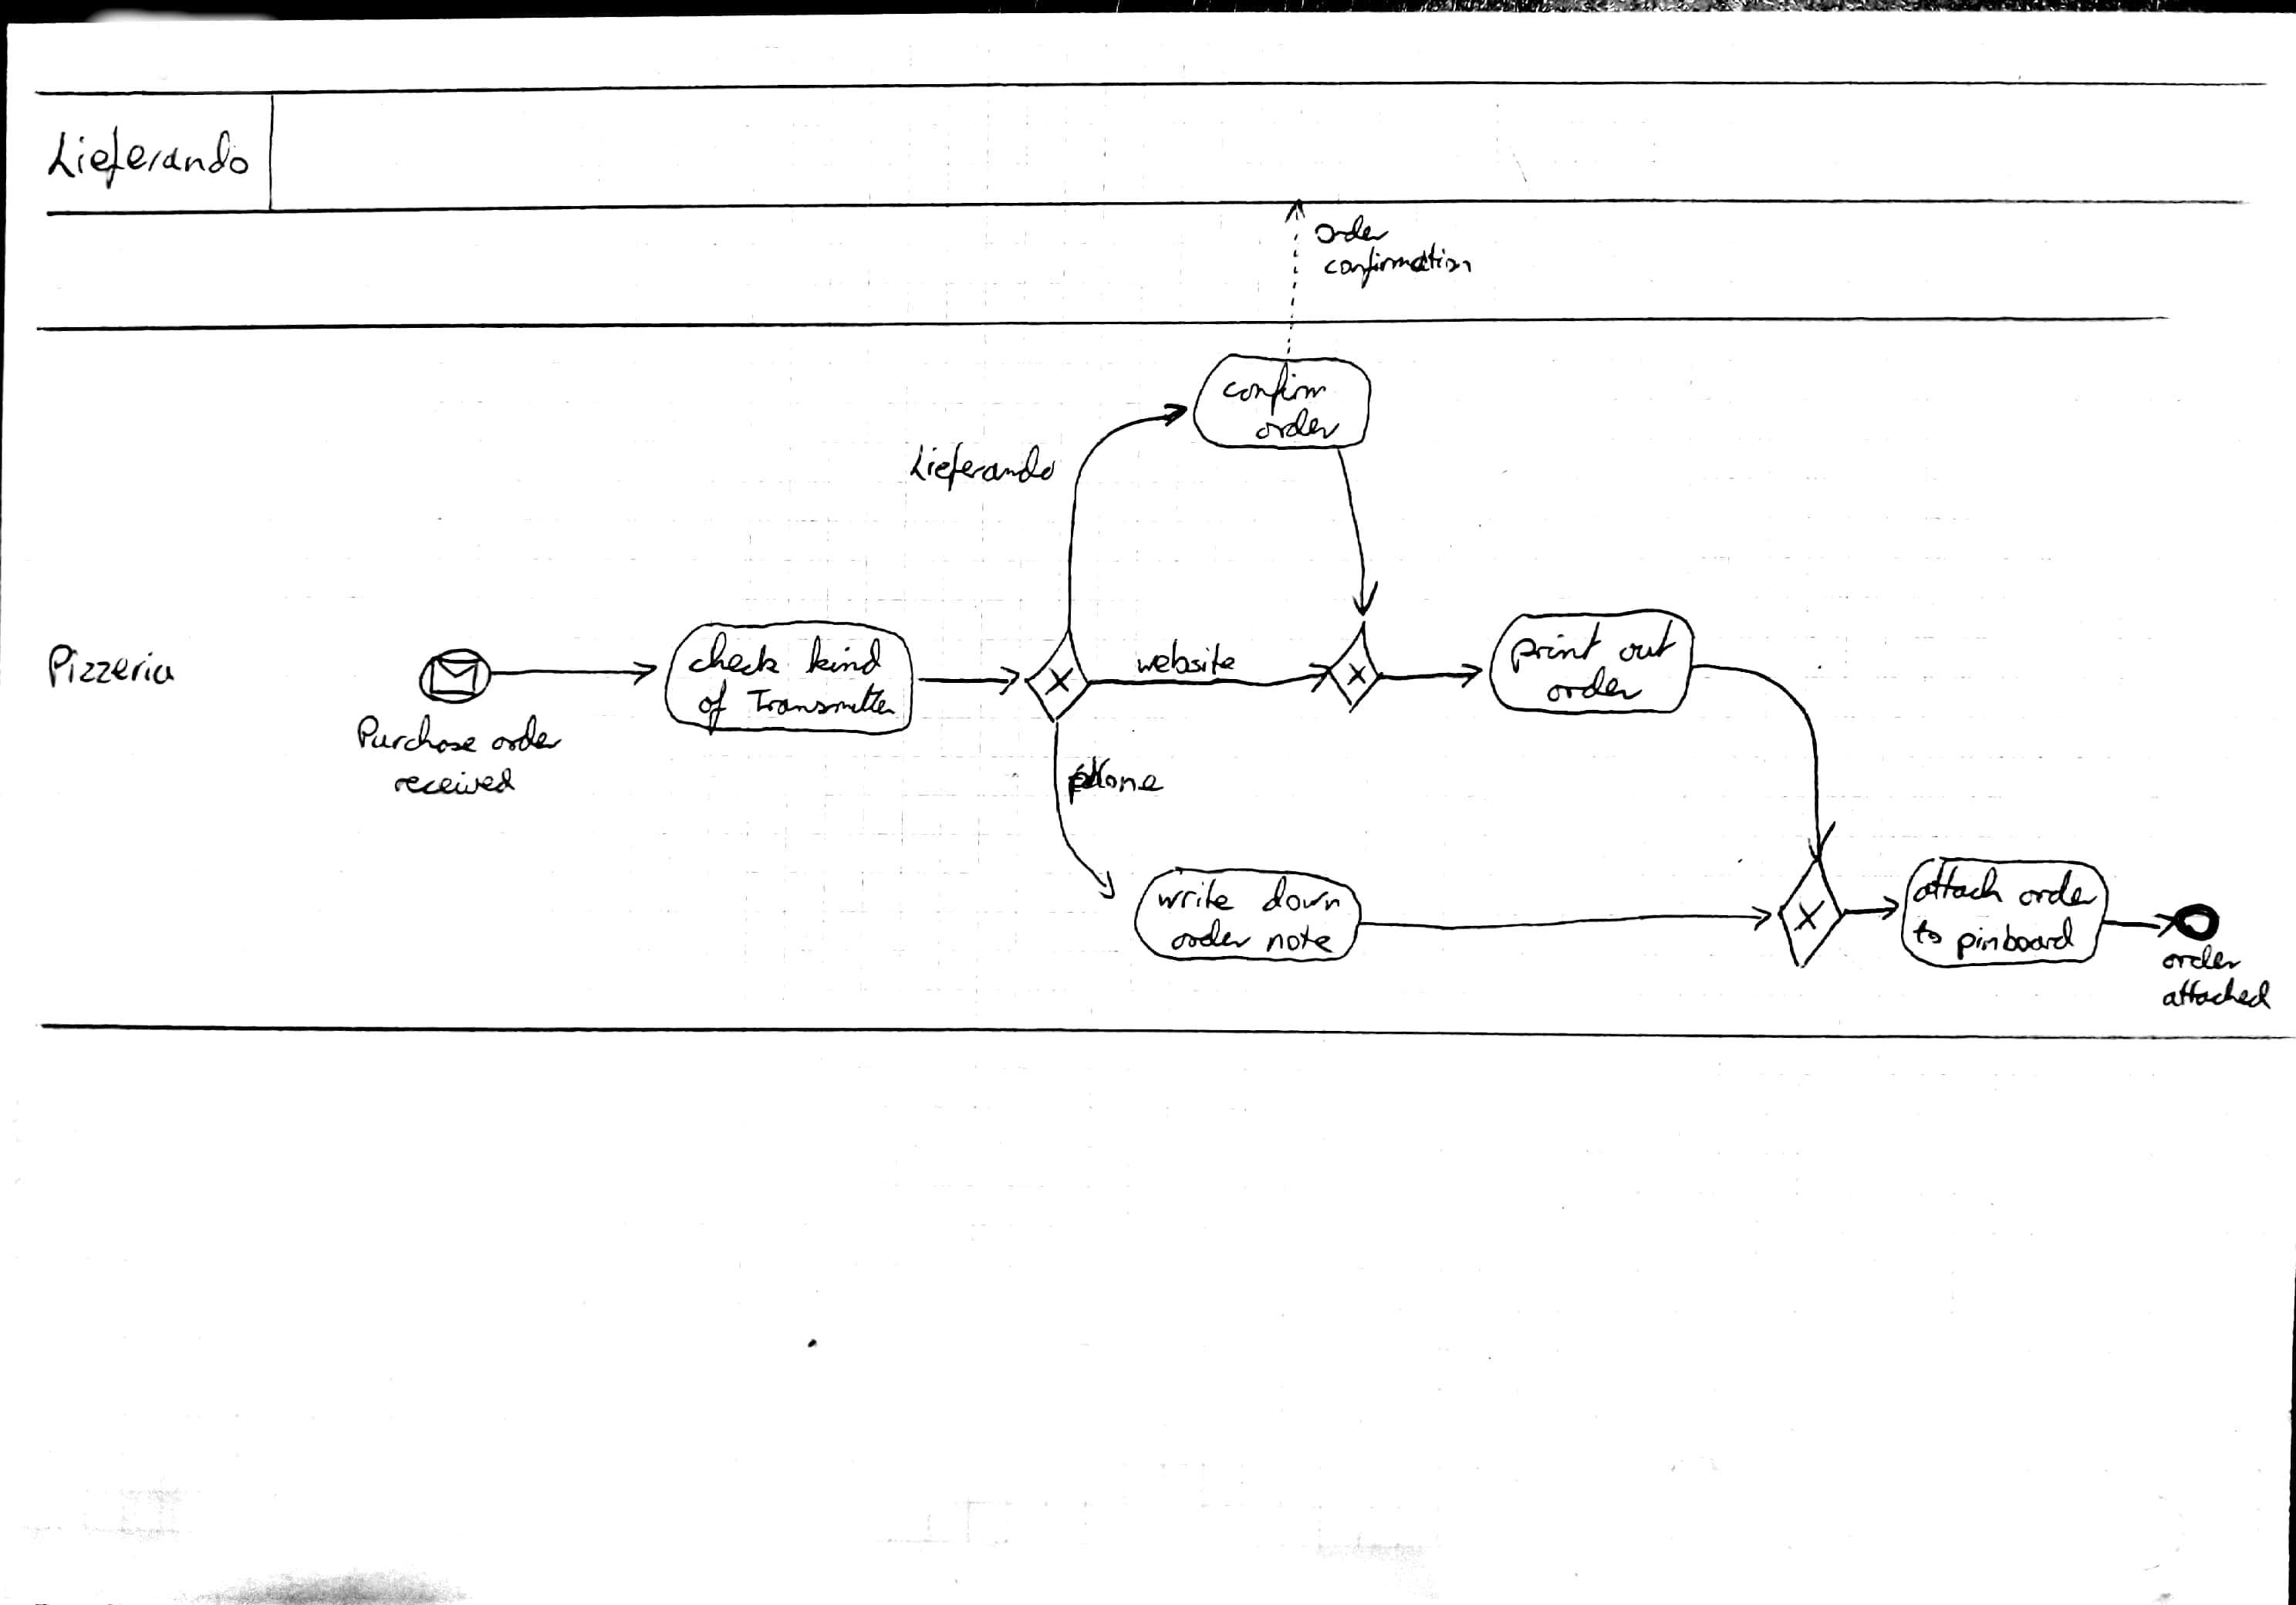 Lieferando
order
confirmation
confirm
order
Lieferando
Pizzeria
Purchase order
received
check kind
of Transmitter
website
print out
order
phone
write down
order note
attach order
to pinboard
order
attached